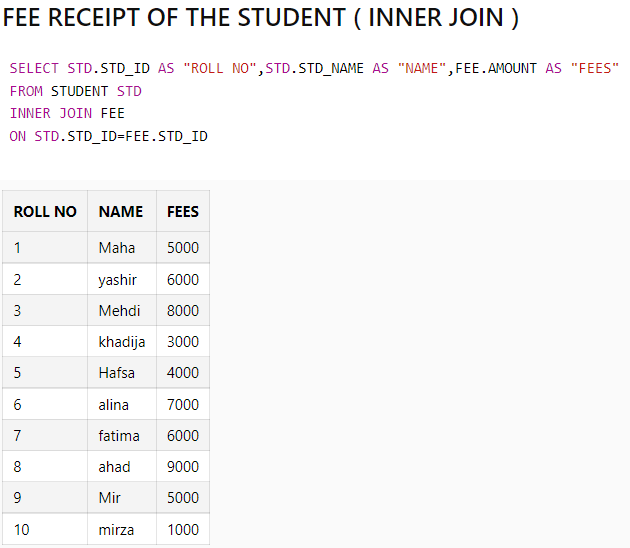 FEE RECEIPT OF THE STUDENT ( INNER JOIN )
SELECT STD.STD_ID AS "ROLL NO",STD.STD_NAME AS "NAME",FEE.AMOUNT AS "FEES"
FROM STUDENT STD
INNER JOIN FEE
ON STD.STD_ID=FEE.STD_ID
ROLL NO NAME FEES
1 Maha 5000
2 yashir 6000
3 Mehdi 8000
4 khadija 3000
5 Hafsa 4000
6 alina 7000
7 fatima 6000
8 ahad 9000
9 Mir 5000
10 mirza 1000